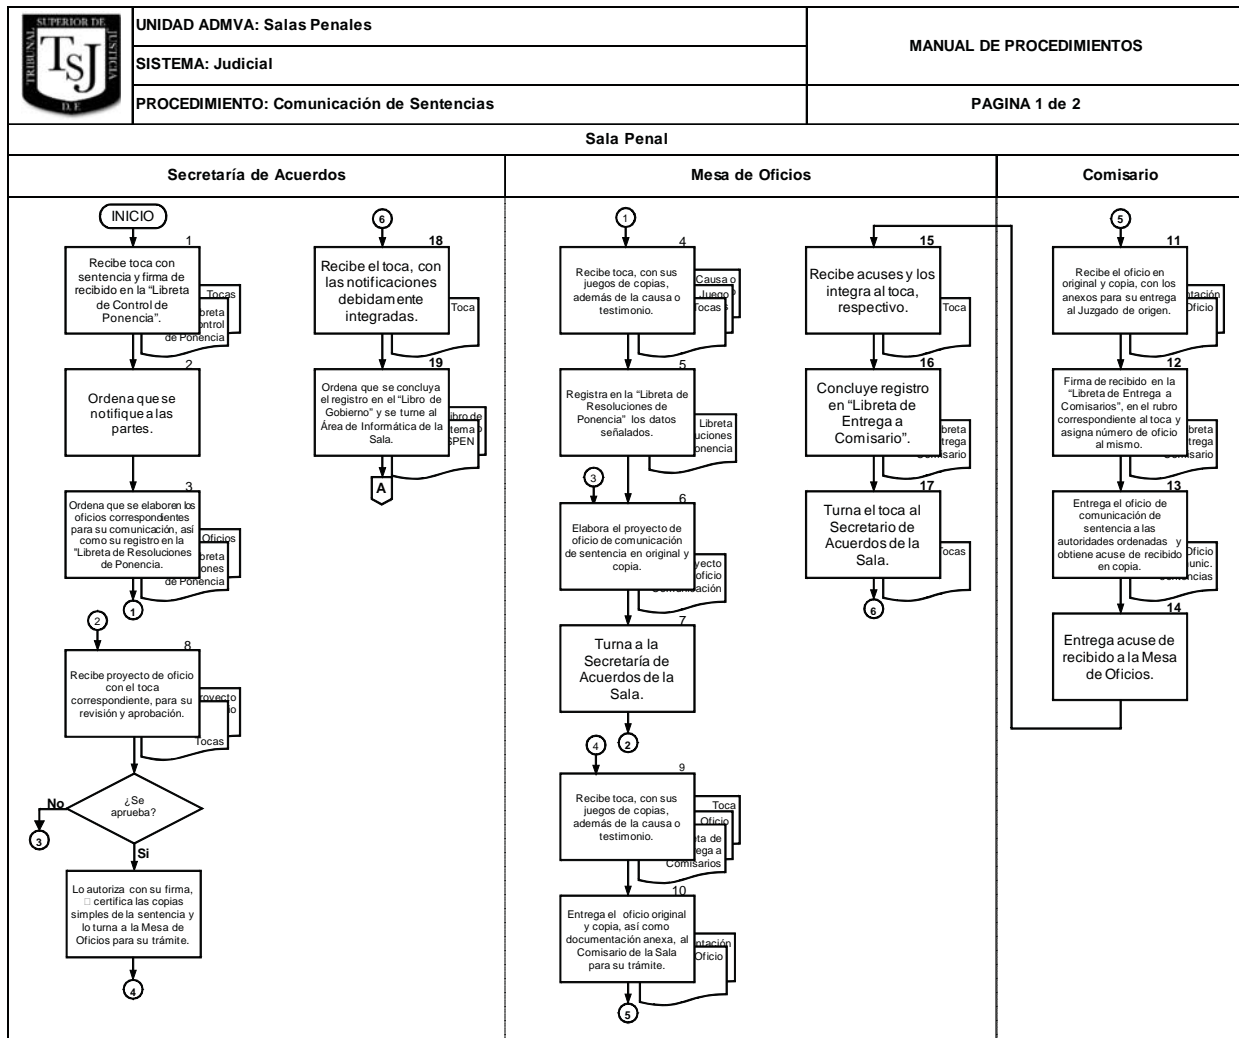 SUPERIOR DE
TRIBUNAL
JUSTICIA
TSJ
D. F.
UNIDAD ADMVA: Salas Penales
SISTEMA: Judicial
PROCEDIMIENTO: Comunicación de Sentencias
MANUAL DE PROCEDIMIENTOS
PAGINA 1 de 2
Sala Penal
Secretaría de Acuerdos
Mesa de Oficios
Comisario
INICIO
1
Recibe toca con
sentencia y firma de
recibido en la “Libreta
de Control de
Ponencia”.
Tocas
de Ponencia
2
Ordena que se
notifique a las
partes.
3
Ordena que se elaboren los
oficios correspondientes
para su comunicación, así
como su registro en la
"Libreta de Resoluciones
de Ponencia.
Oficios
de Ponencia
1
2
8
Recibe proyecto de oficio
con el toca
correspondiente, para su
revisión y aprobación.
Tocas
¿Se
aprueba?
No
3
Si
Lo autoriza con su firma,
certifica las copias
simples de la sentencia y
lo turna a la Mesa de
Oficios para su trámite.
4
6
18
Recibe el toca, con
las notificaciones
debidamente
integradas.
Toca
19
Ordena que se concluya
el registro en el “Libro de
Gobierno” y se turne al
Área de Informática de la
Sala.
A
1
4
Recibe toca, con sus
juegos de copias,
además de la causa o
testimonio.
Causa o
Juego
5
Registra en la “Libreta de
Resoluciones de
Ponencia” los datos
señalados.
Libreta
3
6
Elabora el proyecto de
oficio de comunicación
de sentencia en original y
copia.
oficio
7
Turna a la
Secretaría de
Acuerdos de la
Sala.
2
4
9
Recibe toca, con sus
juegos de copias,
además de la causa o
testimonio.
Toca
Oficio
Comisarios
10
Entrega el oficio original
y copia, así como
documentación anexa, al
Comisario de la Sala
para su trámite.
Oficio
5
15
Recibe acuses y los
integra al toca,
respectivo.
Toca
16
Concluye registro
en “Libreta de
Entrega a
Comisario”.
17
Turna el toca al
Secretario de
Acuerdos de la
Sala.
6
5
11
Recibe el oficio en
original y copia, con los
anexos para su entrega
al Juzgado de origen.
Oficio
12
Firma de recibido en la
“Libreta de Entrega a
Comisarios”, en el rubro
correspondiente al toca y
asigna número de oficio
al mismo.
13
Entrega el oficio de
comunicación de
sentencia a las
autoridades ordenadas y
obtiene acuse de recibido
en copia.
Oficio
14
Entrega acuse de
recibido a la Mesa
de Oficios.